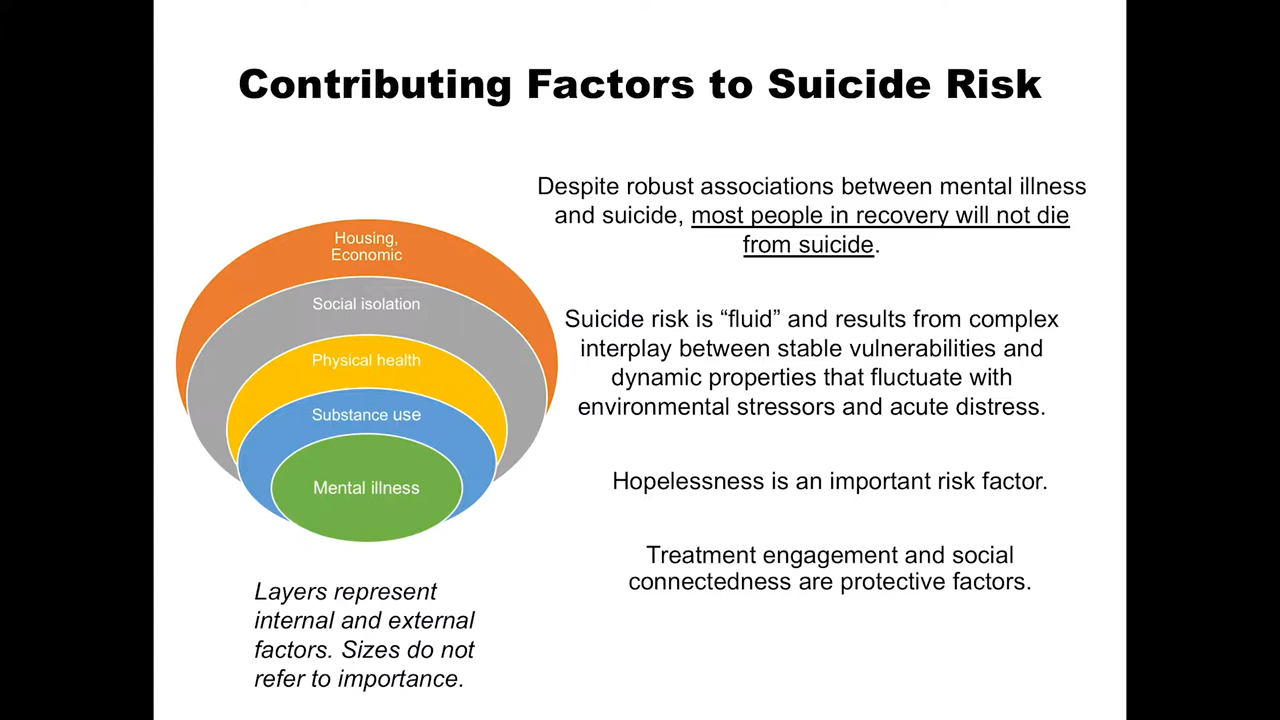 Contributing Factors to Suicide Risk
Housing,
Economic
Social isolation
Physical health
Substance use
Mental illness
Layers represent
internal and external
factors. Sizes do not
refer to importance.
Despite robust associations between mental illness
and suicide, most people in recovery will not die
from suicide.
Suicide risk is “fluid” and results from complex
interplay between stable vulnerabilities and
dynamic properties that fluctuate with
environmental stressors and acute distress.
Hopelessness is an important risk factor.
Treatment engagement and social
connectedness are protective factors.